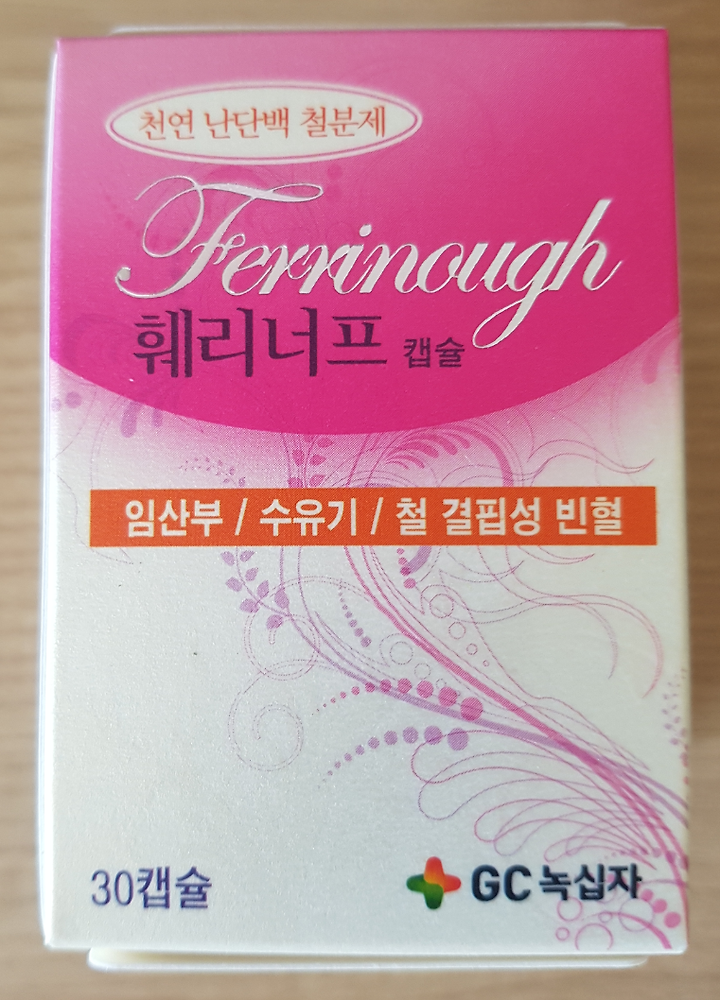 천연 난단백 철분제
Ferrinough
훼리너프 캡슐
임산부 / 수유기 / 철 결핍성 빈혈
30캡슐
GC 녹십자